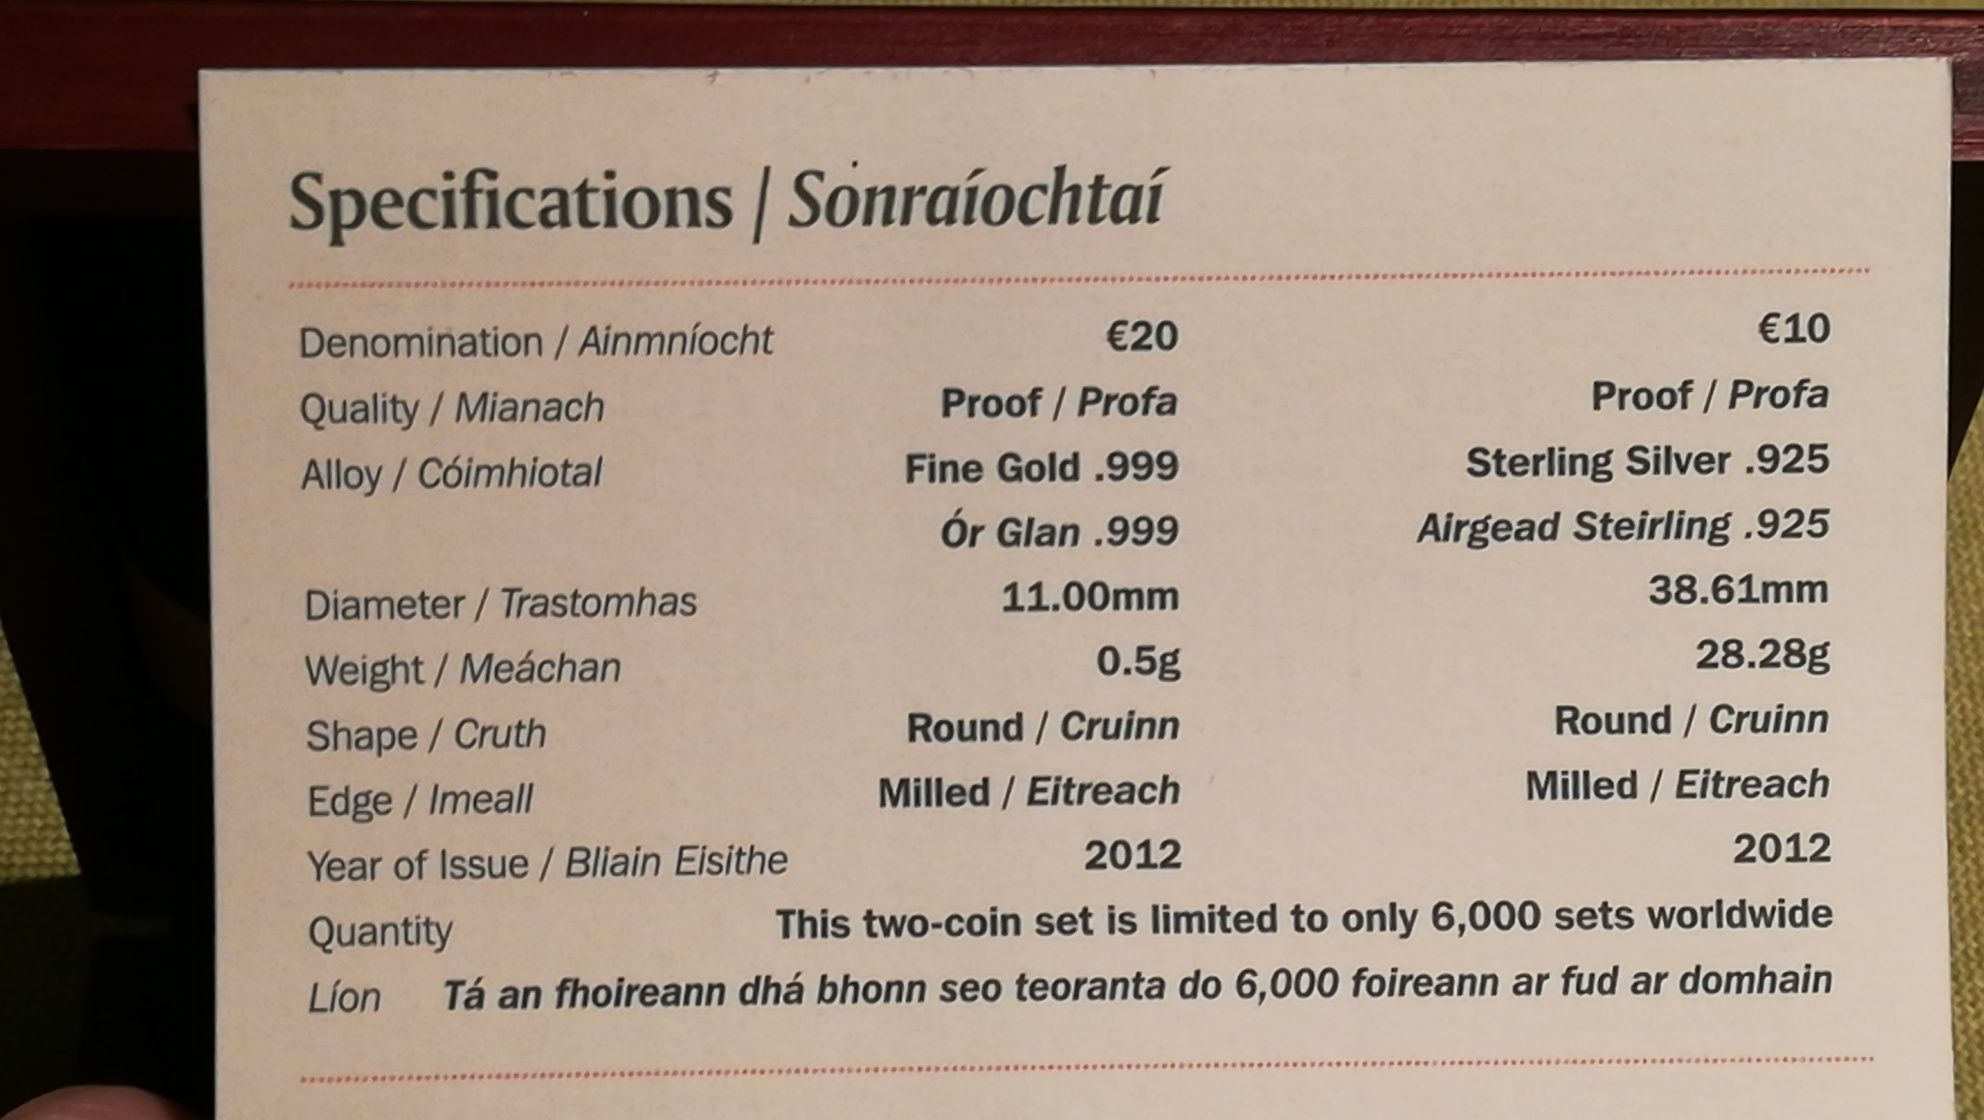 Specifications / Sonraíochtaí
Denomination / Ainmníocht €20 €10
Quality / Mianach Proof / Profa Proof / Profa
Alloy / Cóimhiotal Fine Gold .999 Sterling Silver .925
Ór Glan .999 Airgead Steirling .925
Diameter / Trastomhas 11.00mm 38.61mm
Weight / Meáchan 0.5g 28.28g
Shape / Cruth Round / Cruinn Round / Cruinn
Edge / Imeall Milled / Eitreach Milled / Eitreach
Year of Issue / Bliain Eisithe 2012 2012
Quantity This two-coin set is limited to only 6,000 sets worldwide
Líon Tá an fhoireann dhá bhonn seo teoranta do 6,000 foireann ar fud ar domhain